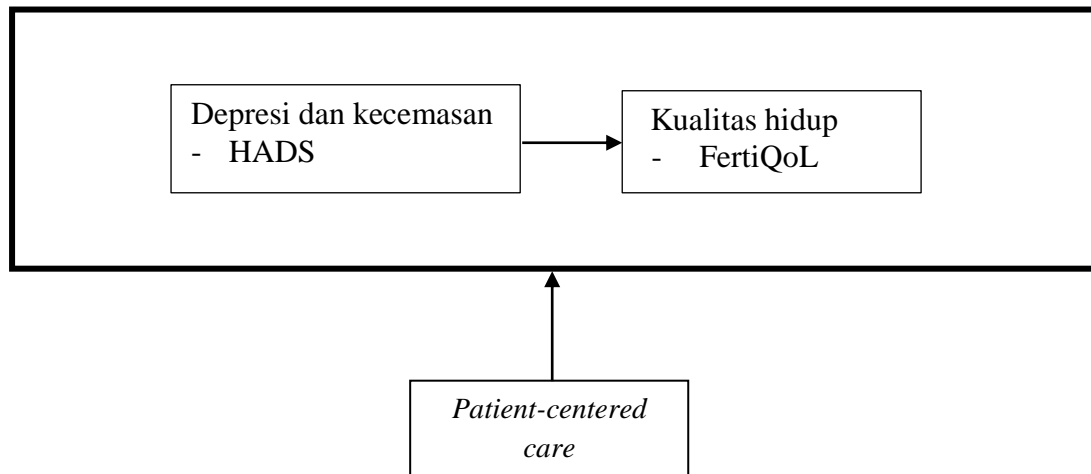 Depresi dan kecemasan
- HADS
Kualitas hidup
- FertiQoL
Patient-centered
care